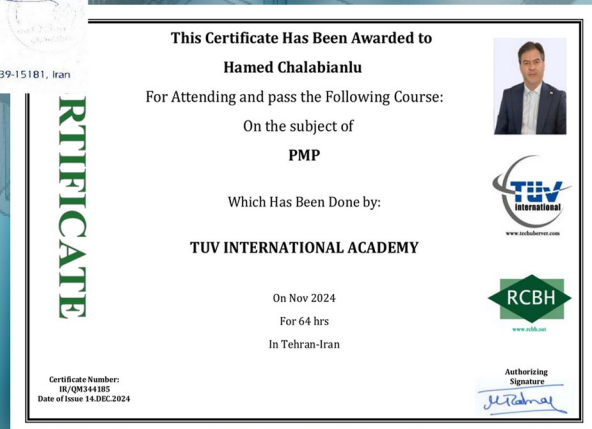 39-15181, Iran
This Certificate Has Been Awarded to
Hamed Chalabianlu
For Attending and pass the Following Course:
On the subject of
PMP
Which Has Been Done by:
TUV INTERNATIONAL ACADEMY
On Nov 2024
For 64 hrs
In Tehran-Iran
RTIFICATE
TÜV
international
RCBH
www.rcbh.net
Certificate Number:
IR/QM344185
Date of Issue 14.DEC.2024
Authorizing
Signature